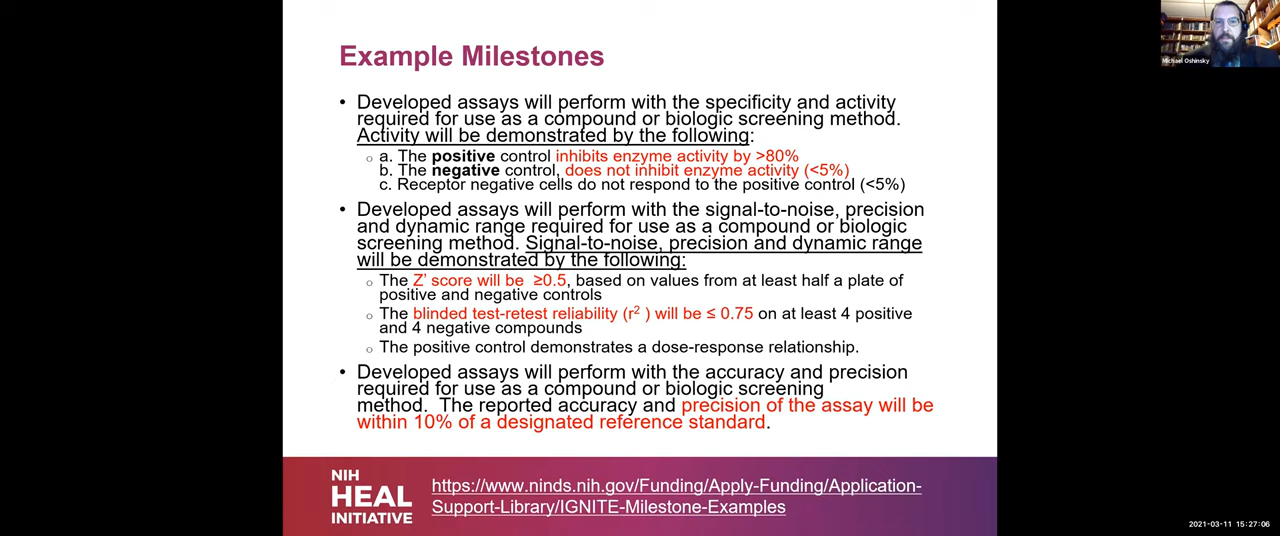 Example Milestones
• Developed assays will perform with the specificity and activity
required for use as a compound or biologic screening method.
Activity will be demonstrated by the following:
○ a. The positive control inhibits enzyme activity by >80%
b. The negative control, does not inhibit enzyme activity (<5%)
c. Receptor negative cells do not respond to the positive control (<5%)
• Developed assays will perform with the signal-to-noise, precision
and dynamic range required for use as a compound or biologic
screening method. Signal-to-noise, precision and dynamic range
will be demonstrated by the following:
○ The Z' score will be ≥0.5, based on values from at least half a plate of
positive and negative controls
○ The blinded test-retest reliability (r² ) will be ≤ 0.75 on at least 4 positive
and 4 negative compounds
○ The positive control demonstrates a dose-response relationship.
• Developed assays will perform with the accuracy and precision
required for use as a compound or biologic screening
method. The reported accuracy and precision of the assay will be
within 10% of a designated reference standard.
NIH
HEAL
INITIATIVE
https://www.ninds.nih.gov/Funding/Apply-Funding/Application-
Support-Library/IGNITE-Milestone-Examples
Michael Oshinsky
2021-03-11 15:27:06